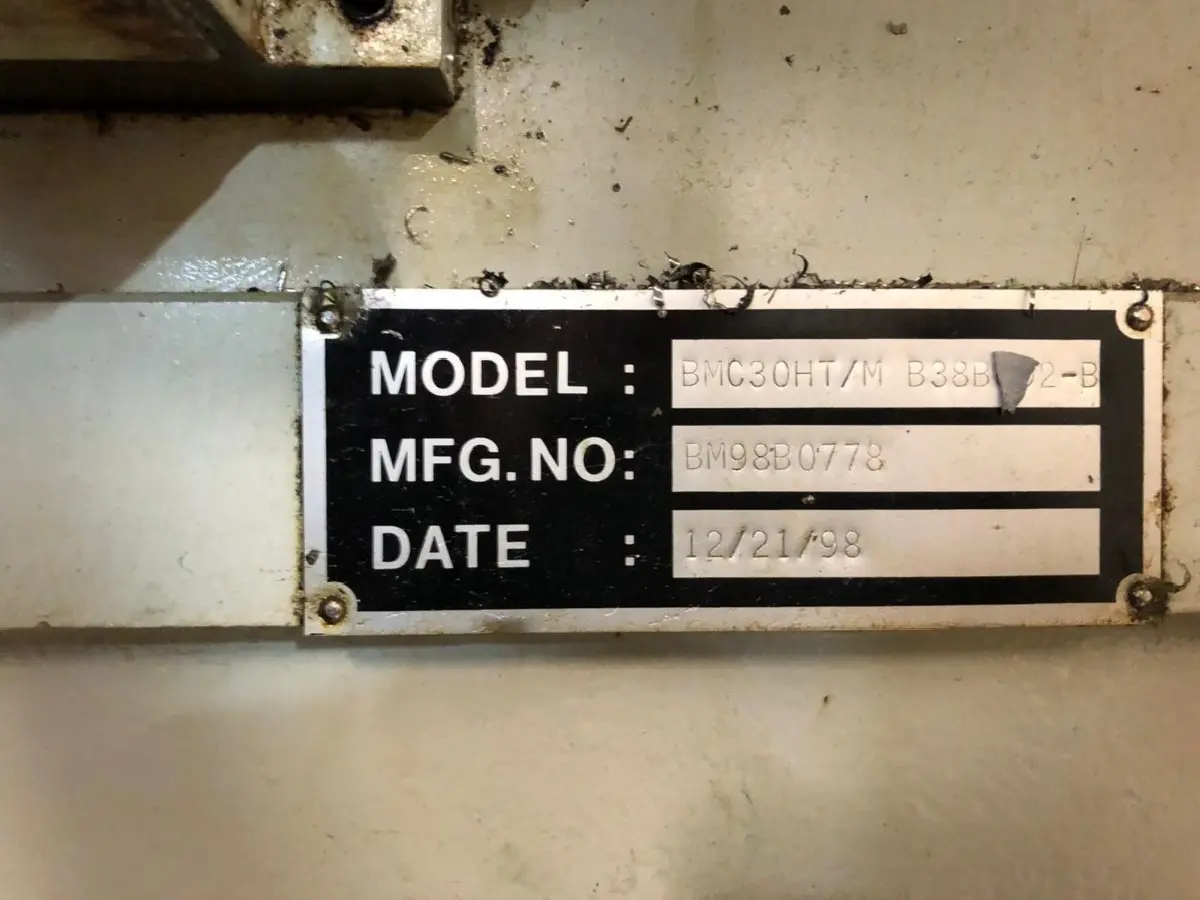 MODEL : BMC30HT/M
MFG. NO: BM98B0778
DATE : 12/21/98